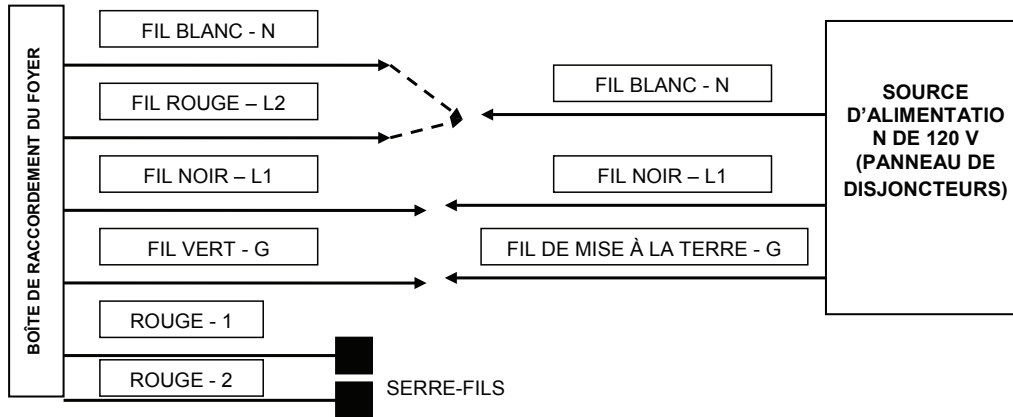 BOÎTE DE RACCORDEMENT DU FOYER
FIL BLANC - N
FIL ROUGE – L2
FIL NOIR – L1
FIL VERT - G
ROUGE - 1
ROUGE - 2
SERRE-FILS
FIL BLANC - N
FIL NOIR – L1
FIL DE MISE À LA TERRE - G
SOURCE
D’ALIMENTATIO
N DE 120 V
(PANNEAU DE
DISJONCTEURS)